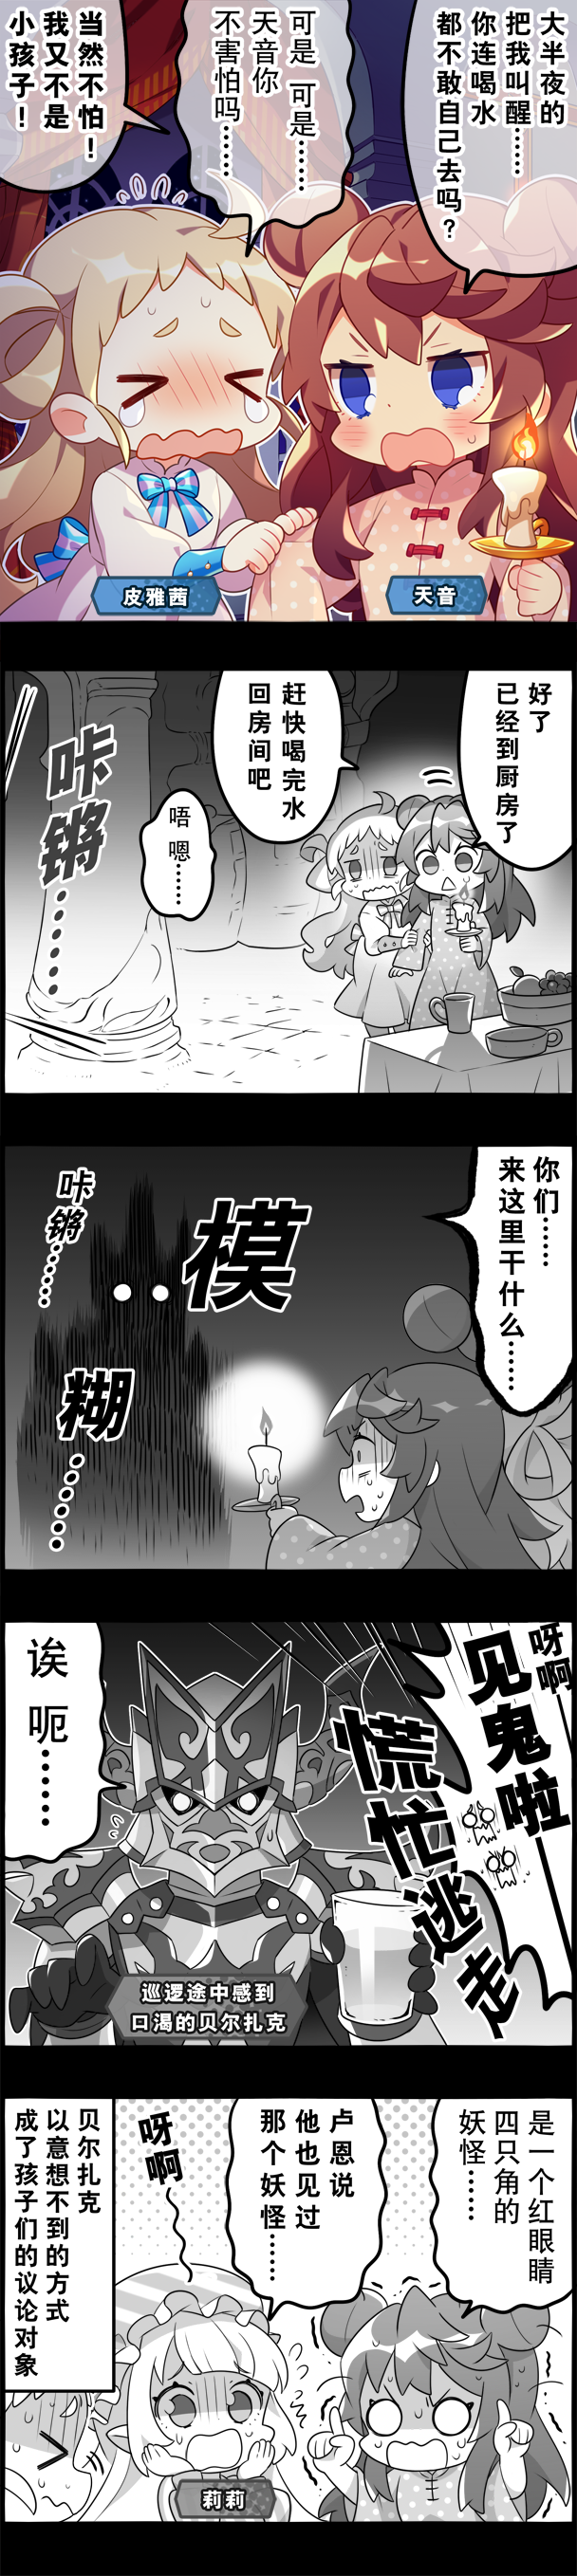 大半夜的
把我叫醒……
你连喝水
都不敢自己去吗？
可是 可是……
天音你
不害怕吗……
当然不怕！
我又不是
小孩子！
皮雅茜
天音
好了
已经到厨房了
赶快喝完水
回房间吧
唔嗯……
咔锵………
你们……
来这里干什么……
模
糊………
咔锵……
呀啊
见鬼啦
慌忙逃走
诶呃……
巡逻途中感到
口渴的贝尔扎克
是一个红眼睛
四只角的
妖怪……
卢恩说
他也见过
那个妖怪……
呀啊
贝尔扎克
以意想不到的方式
成了孩子们的议论对象
莉莉